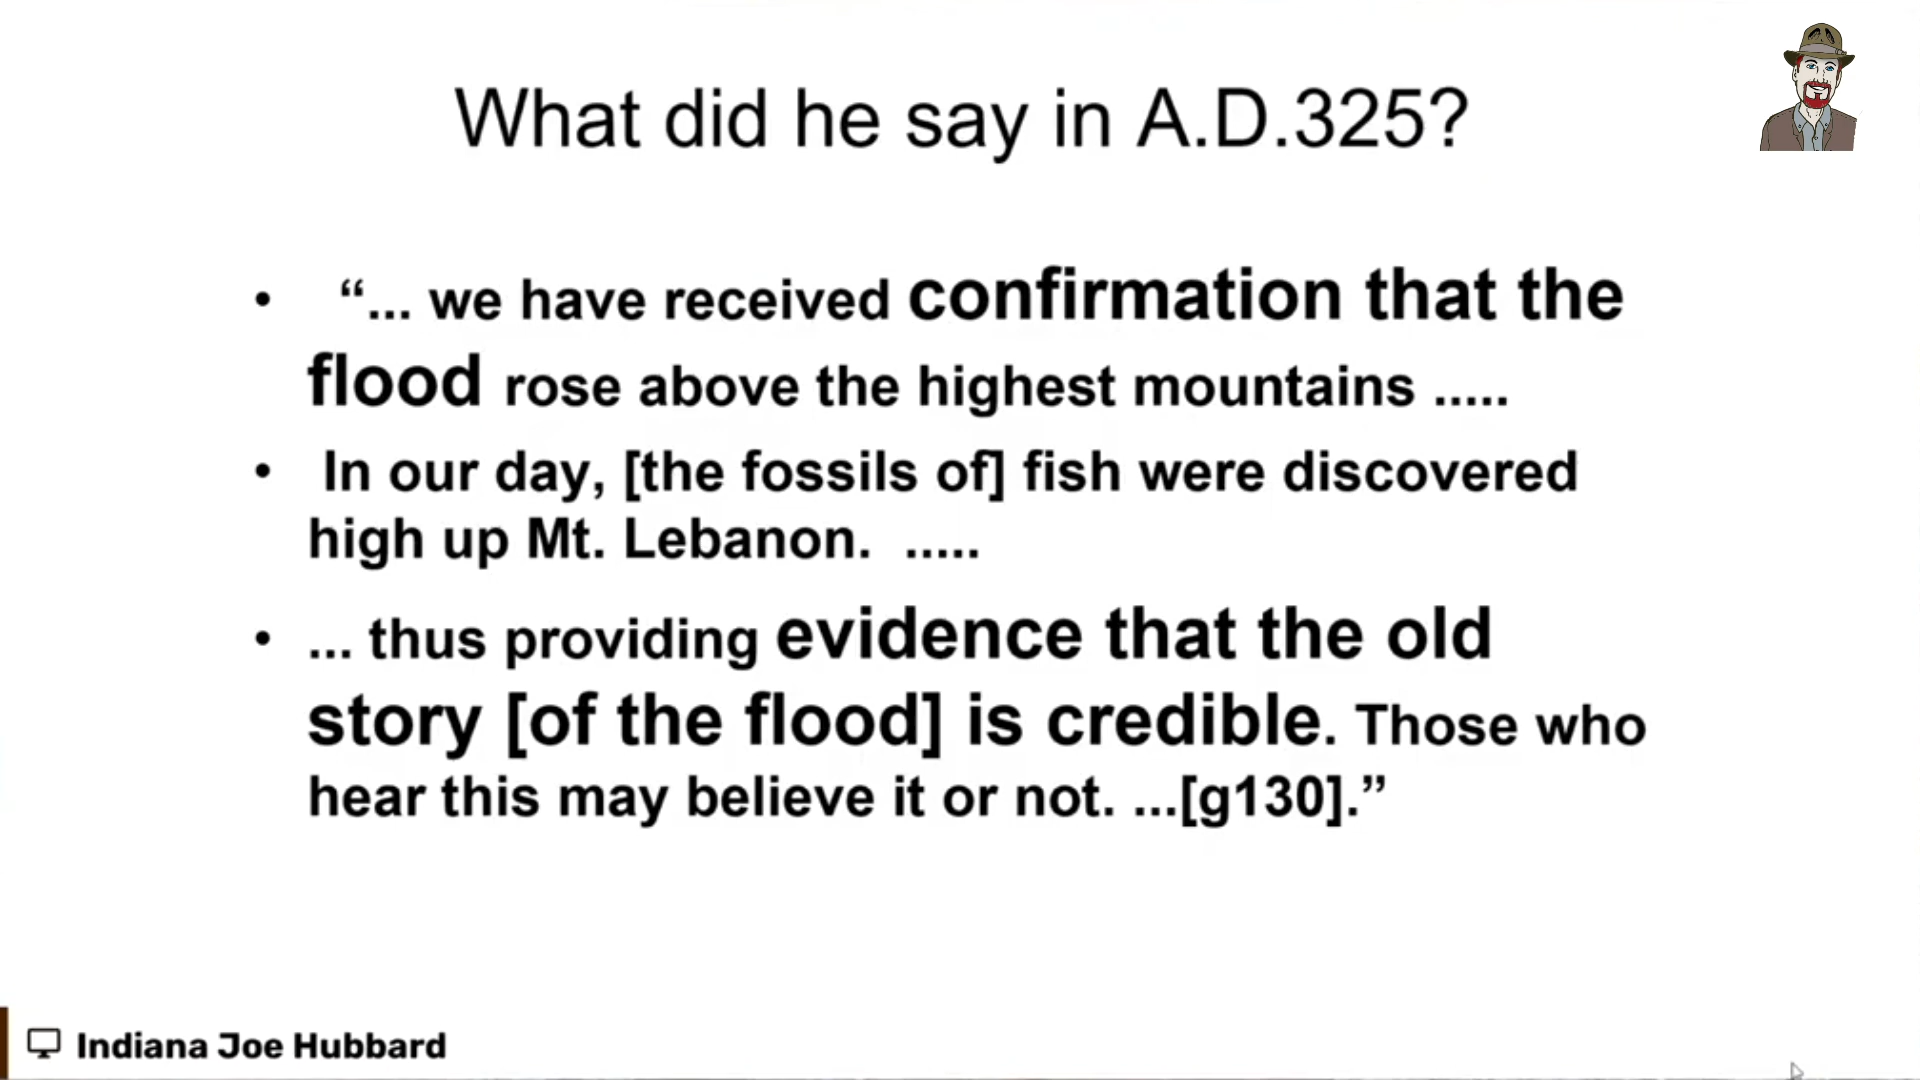 What did he say in A.D.325?
• “... we have received confirmation that the
flood rose above the highest mountains .....
• In our day, [the fossils of] fish were discovered
high up Mt. Lebanon. .....
• ... thus providing evidence that the old
story [of the flood] is credible. Those who
hear this may believe it or not. ...[g130].”
Indiana Joe Hubbard